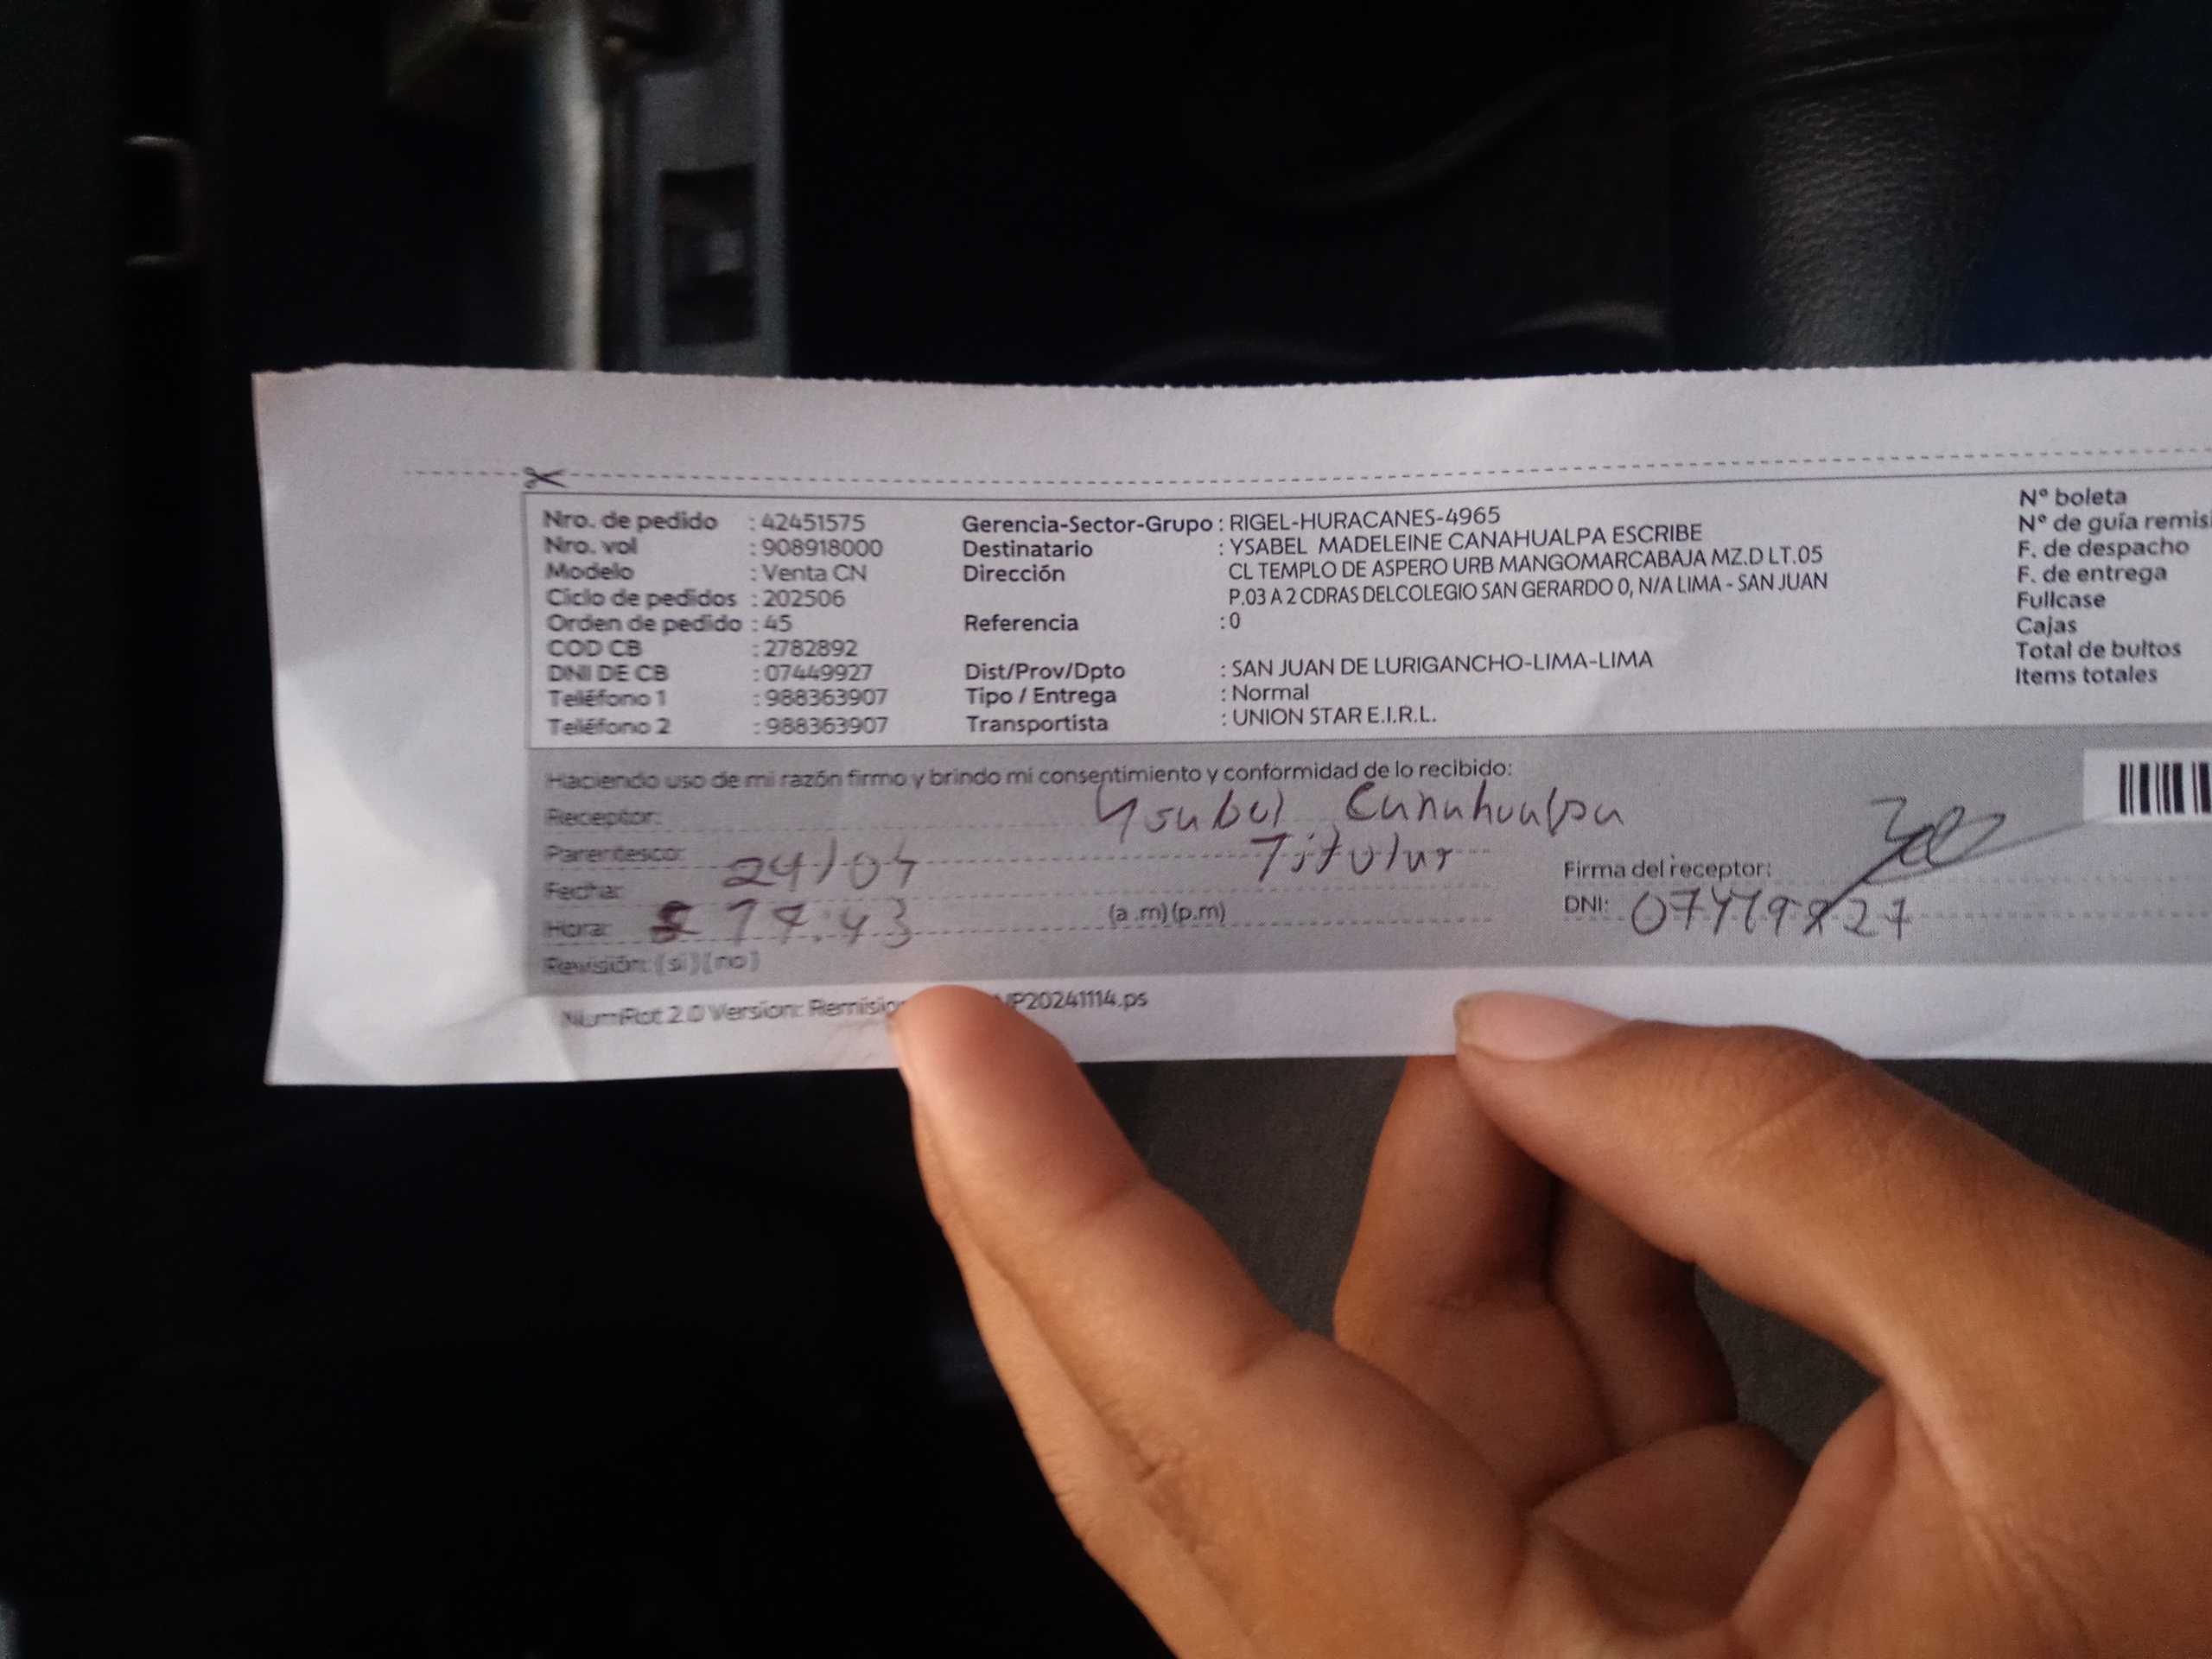 Nro. de pedido : 42451575
Nro. vol : 908918000
Modelo : Venta CN
Ciclo de pedidos : 202506
Orden de pedido : 45
COD CB : 2782892
DNI DE CB : 07449927
Teléfono 1 : 988363907
Teléfono 2 : 988363907
Gerencia-Sector-Grupo : RIGEL-HURACANES-4965
Destinatario : YSABEL MADELEINE CANAHUALPA ESCRIBE
Dirección CL TEMPLO DE ASPERO URB MANGOMARCABAJA MZ.D LT.05
P.03 A 2 CDRAS DELCOLEGIO SAN GERARDO 0, N/A LIMA - SAN JUAN
Referencia : 0
Dist/Prov/Dpto : SAN JUAN DE LURIGANCHO-LIMA-LIMA
Tipo / Entrega : Normal
Transportista : UNION STAR E.I.R.L.
Nº boleta
Nº de guía remisi
F. de despacho
F. de entrega
Fullcase
Cajas
Total de bultos
Items totales
Haciendo uso de mi razón firmo y brindo mi consentimiento y conformidad de lo recibido:
Receptor: Ysabel Canahualpa
Parentesco: Titular
Fecha: 24/04
Hora: (a.m)(p.m)
Revisión: (si)(no)
Firma del receptor:
DNI:
NumRot 2.0 Version: Remisio P20241114.ps